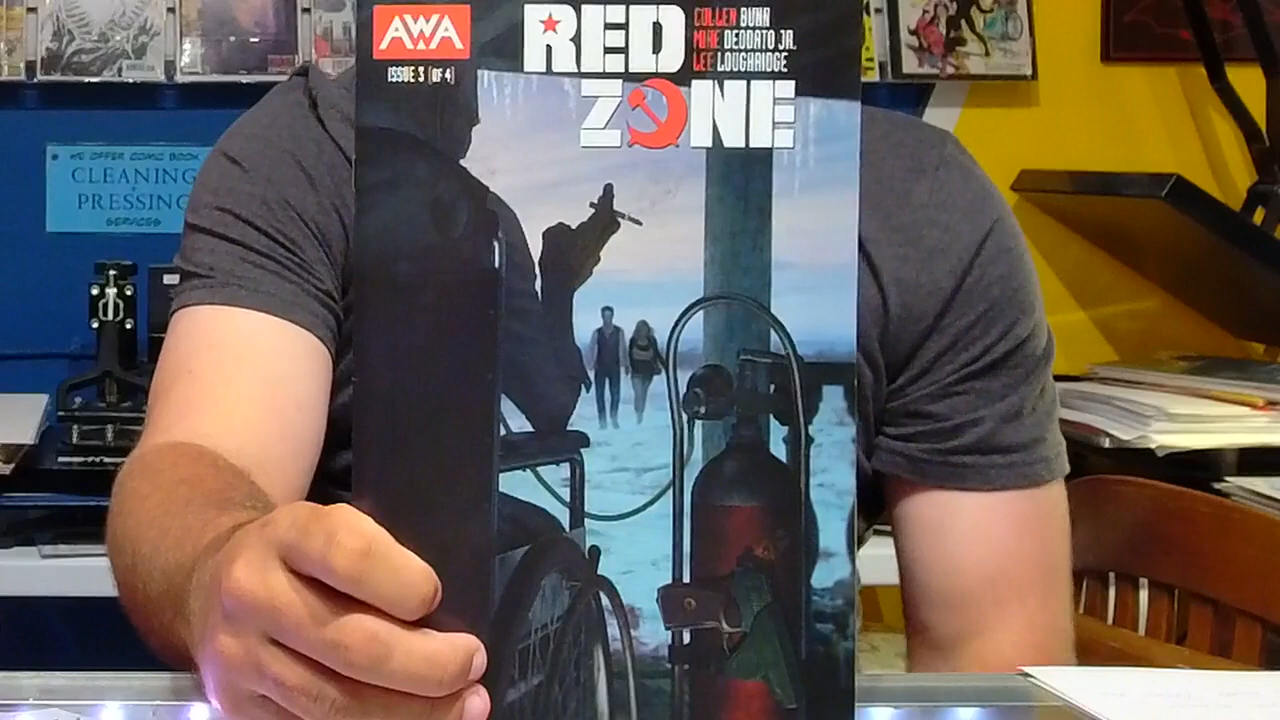 AWA
ISSUE 3 (OF 4)
RED
ZONE
CULLEN BUNN
MIKE DEODATO JR.
LEE LOUGHRIDGE
WE OFFER COMIC BOOK
CLEANING
PRESSING
SERVICES